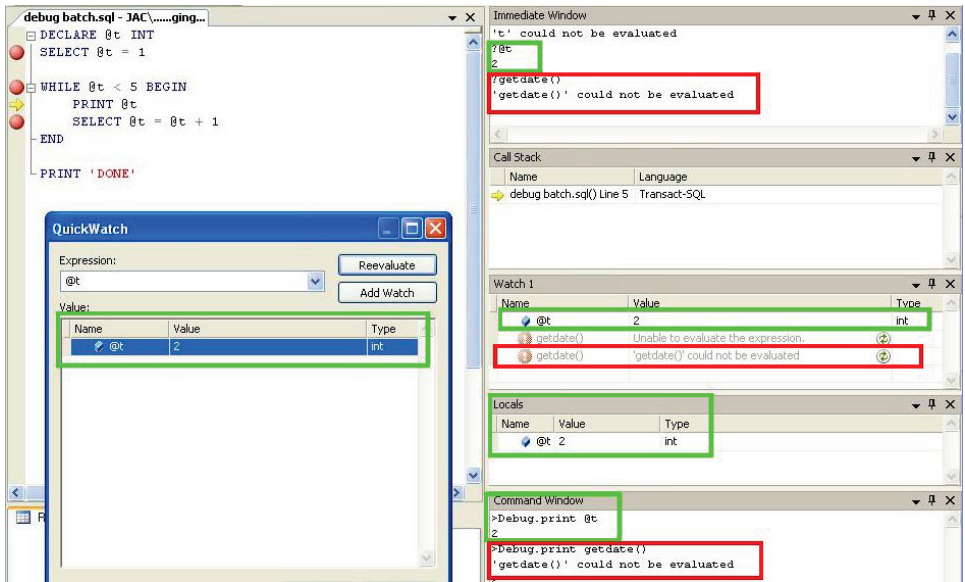 debug batch.sql - JAC\......ging...
DECLARE @t INT
SELECT @t = 1
WHILE @t < 5 BEGIN
PRINT @t
SELECT @t = @t + 1
END
PRINT 'DONE'
QuickWatch
Expression:
@t
Reevaluate
Add Watch
Value:
Name Value Type
@t 2 int
R
Immediate Window
't' could not be evaluated
?@t
2
?getdate()
'getdate()' could not be evaluated
Call Stack
Name Language
debug batch.sql() Line 5 Transact-SQL
Watch 1
Name Value Type
@t 2 int
getdate() Unable to evaluate the expression.
getdate() 'getdate()' could not be evaluated
Locals
Name Value Type
@t 2 int
Command Window
>Debug.print @t
2
>Debug.print getdate()
'getdate()' could not be evaluated